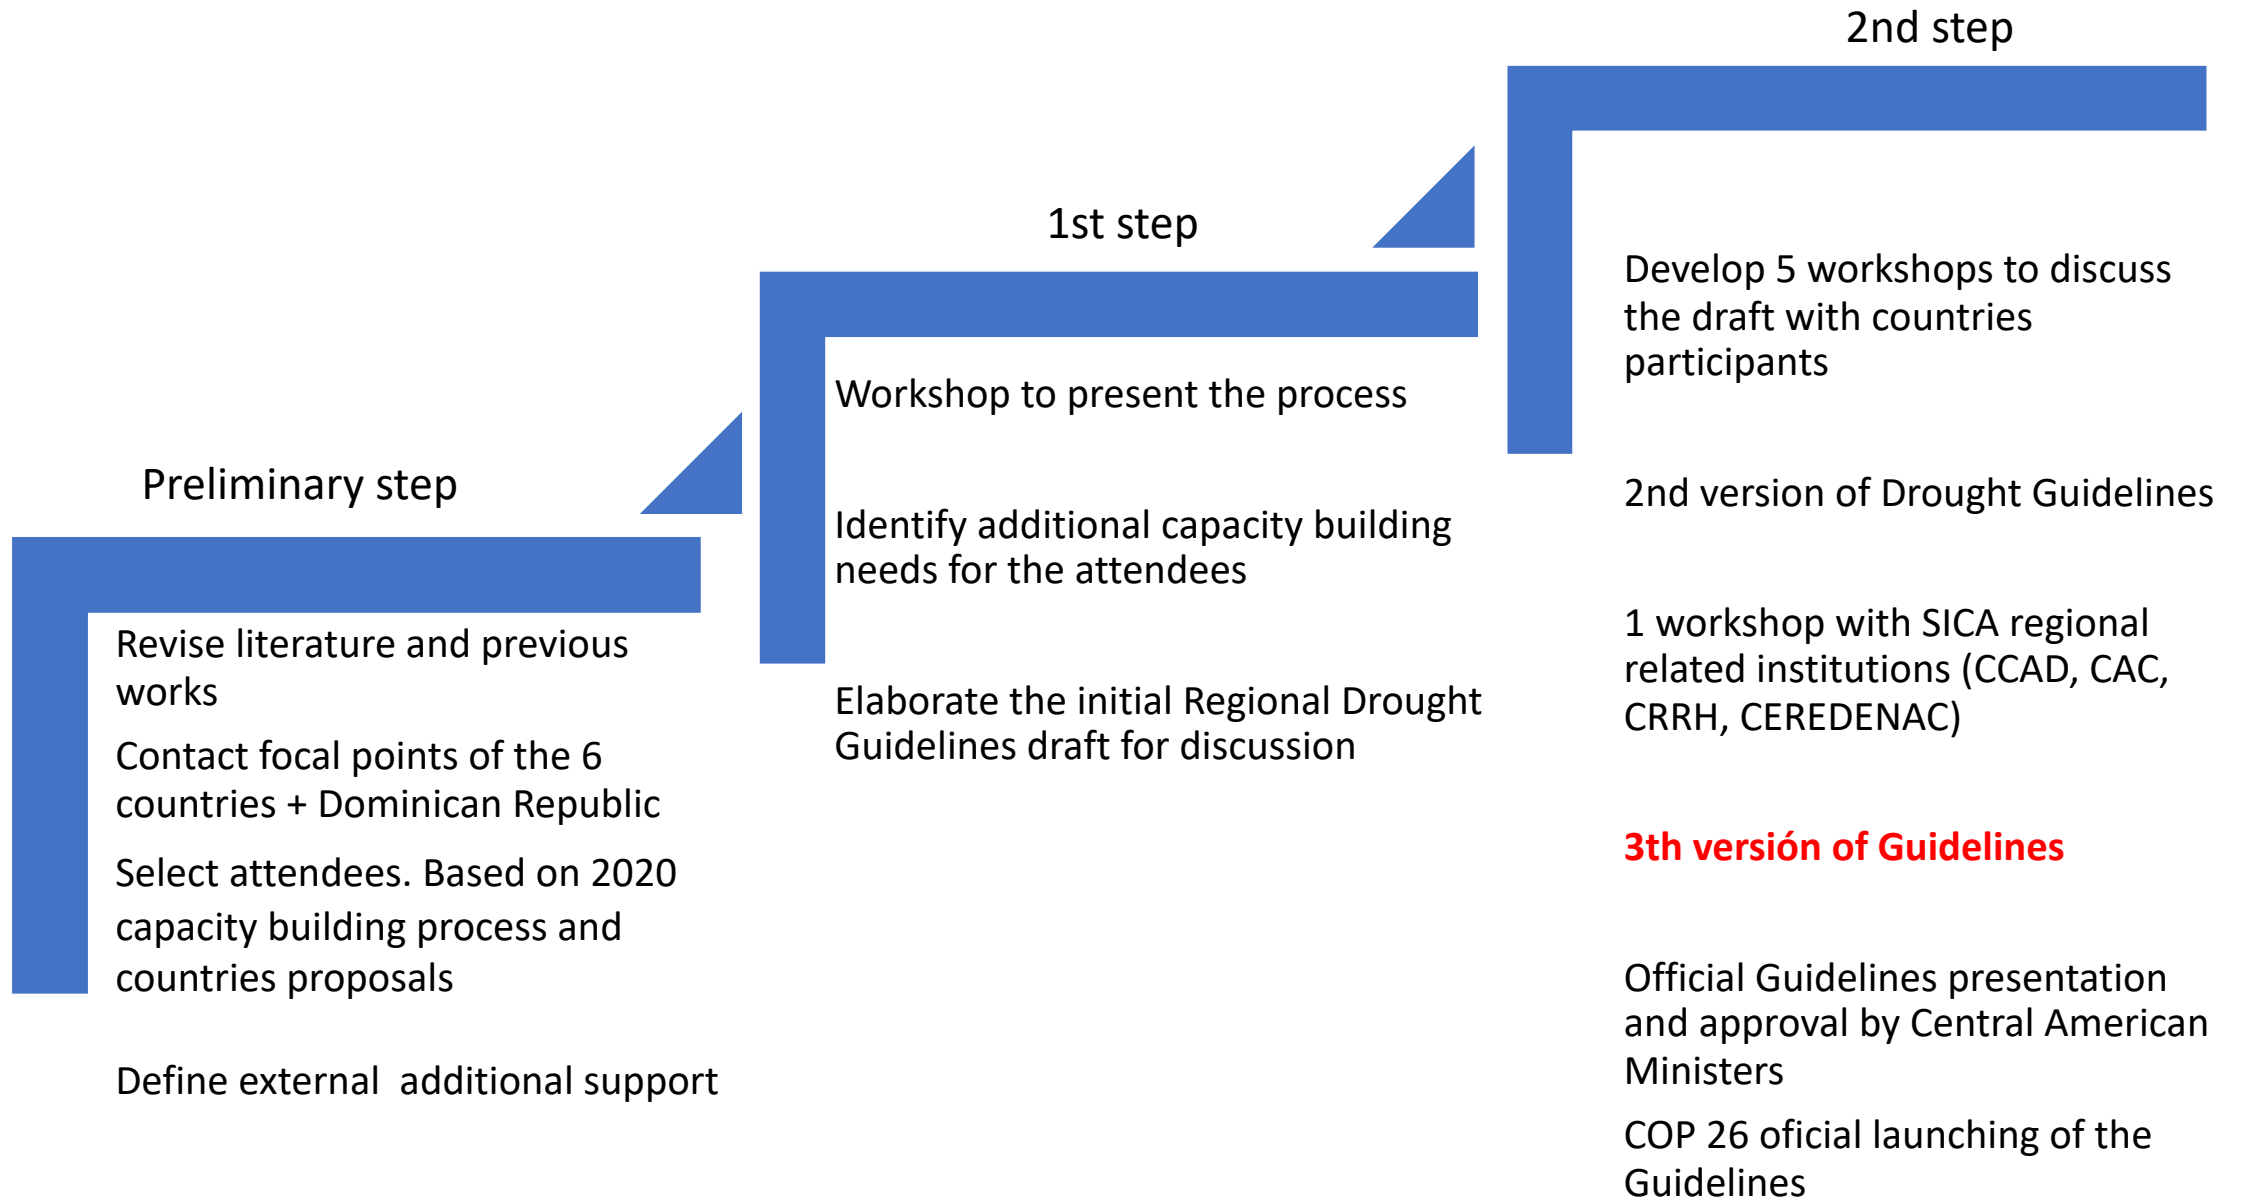 Preliminary step
Revise literature and previous
works
Contact focal points of the 6
countries + Dominican Republic
Select attendees. Based on 2020
capacity building process and
countries proposals
Define external  additional support
1st step
Workshop to present the process
Identify additional capacity building
needs for the attendees
Elaborate the initial Regional Drought
Guidelines draft for discussion
2nd step
Develop 5 workshops to discuss
the draft with countries
participants
2nd version of Drought Guidelines
1 workshop with SICA regional
related institutions (CCAD, CAC,
CRRH, CEREDENAC)
3th versión of Guidelines
Official Guidelines presentation
and approval by Central American
Ministers
COP 26 oficial launching of the
Guidelines